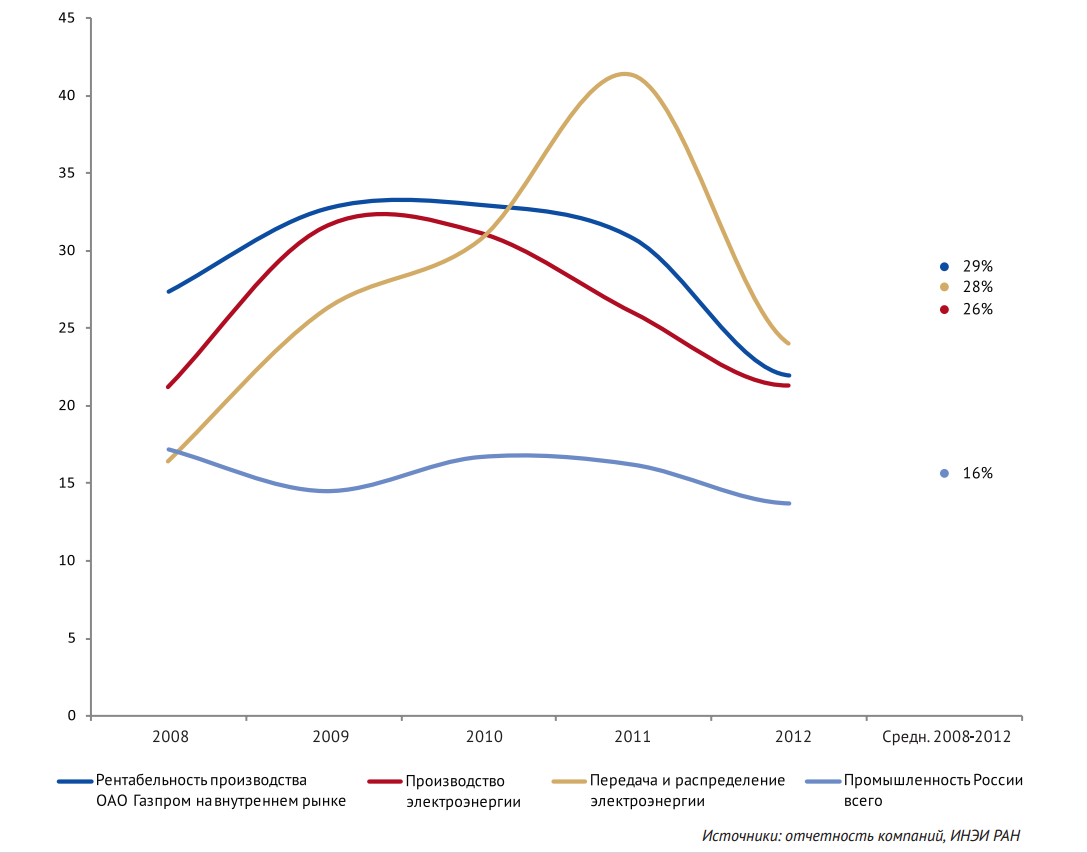 45
40
35
30
25
20
15
10
5
0
29%
28%
26%
16%
2008 2009 2010 2011 2012 Средн. 2008-2012
Рентабельность производства
ОАО Газпром на внутреннем рынке
Производство
электроэнергии
Передача и распределение
электроэнергии
Промышленность России
всего
Источники: отчетность компаний, ИНЭИ РАН